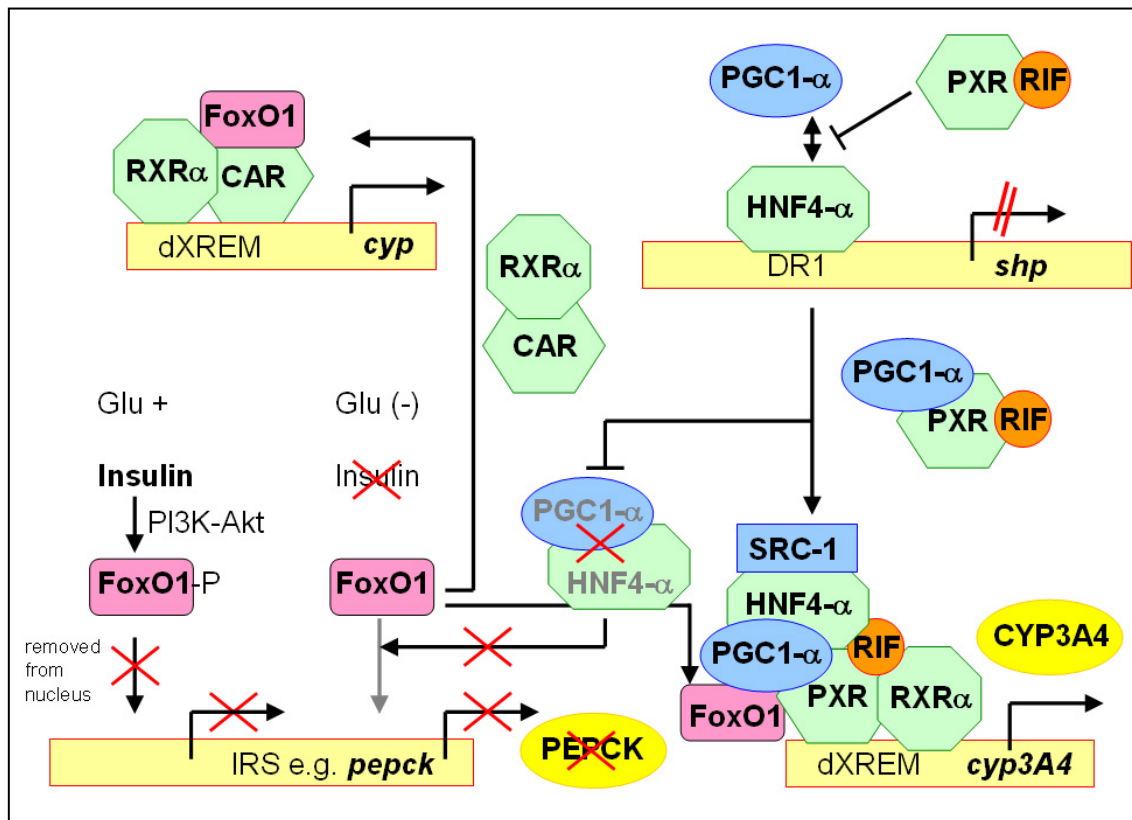 PGC1-α
PXR
RIF
FoxO1
RXRα
CAR
HNF4-α
dXREM
cyp
DR1
shp
RXRα
CAR
PGC1-α
PXR
RIF
Glu +
Glu (-)
Insulin
Insulin
PI3K-Akt
PGC1-α
HNF4-α
SRC-1
FoxO1-P
FoxO1
HNF4-α
CYP3A4
removed
from
nucleus
PGC1-α
RIF
PXR
RXRα
FoxO1
PEPCK
IRS e.g. pepck
dXREM
cyp3A4